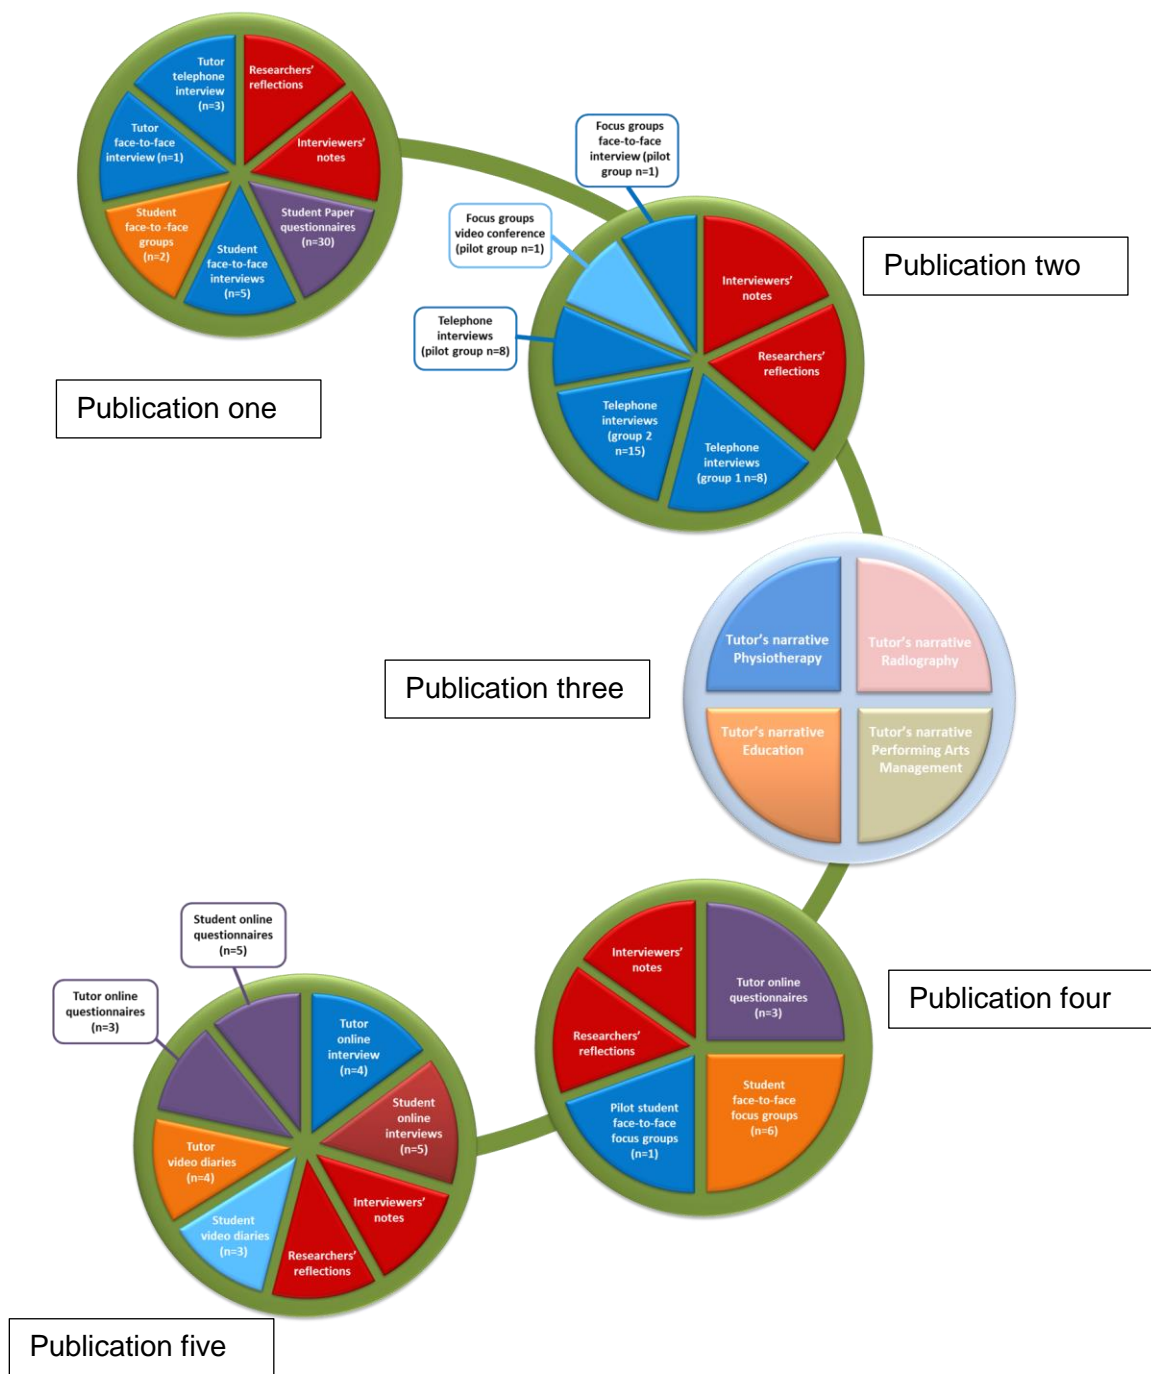 Tutor
telephone
interview
(n=3)
Researchers'
reflections
Tutor
face-to-face
interview (n=1)
Interviewers'
notes
Student
face-to -face
groups
(n=2)
Student
face-to-face
interviews
(n=5)
Student Paper
questionnaires
(n=30)
Publication one
Focus groups
face-to-face
interview (pilot
group n=1)
Focus groups
video conference
(pilot group n=1)
Telephone
interviews
(pilot group n=8)
Interviewers'
notes
Researchers'
reflections
Telephone
interviews
(group 2
n=15)
Telephone
interviews
(group 1 n=8)
Publication two
Publication three
Tutor's narrative
Physiotherapy
Tutor's narrative
Radiography
Tutor's narrative
Education
Tutor's narrative
Performing Arts
Management
Interviewers'
notes
Tutor online
questionnaires
(n=3)
Researchers'
reflections
Pilot student
face-to-face
focus groups
(n=1)
Student
face-to-face
focus groups
(n=6)
Publication four
Student online
questionnaires
(n=5)
Tutor online
questionnaires
(n=3)
Tutor
online
interview
(n=4)
Student
online
interviews
(n=5)
Tutor
video diaries
(n=4)
Interviewers'
notes
Student
video diaries
(n=3)
Researchers'
reflections
Publication five